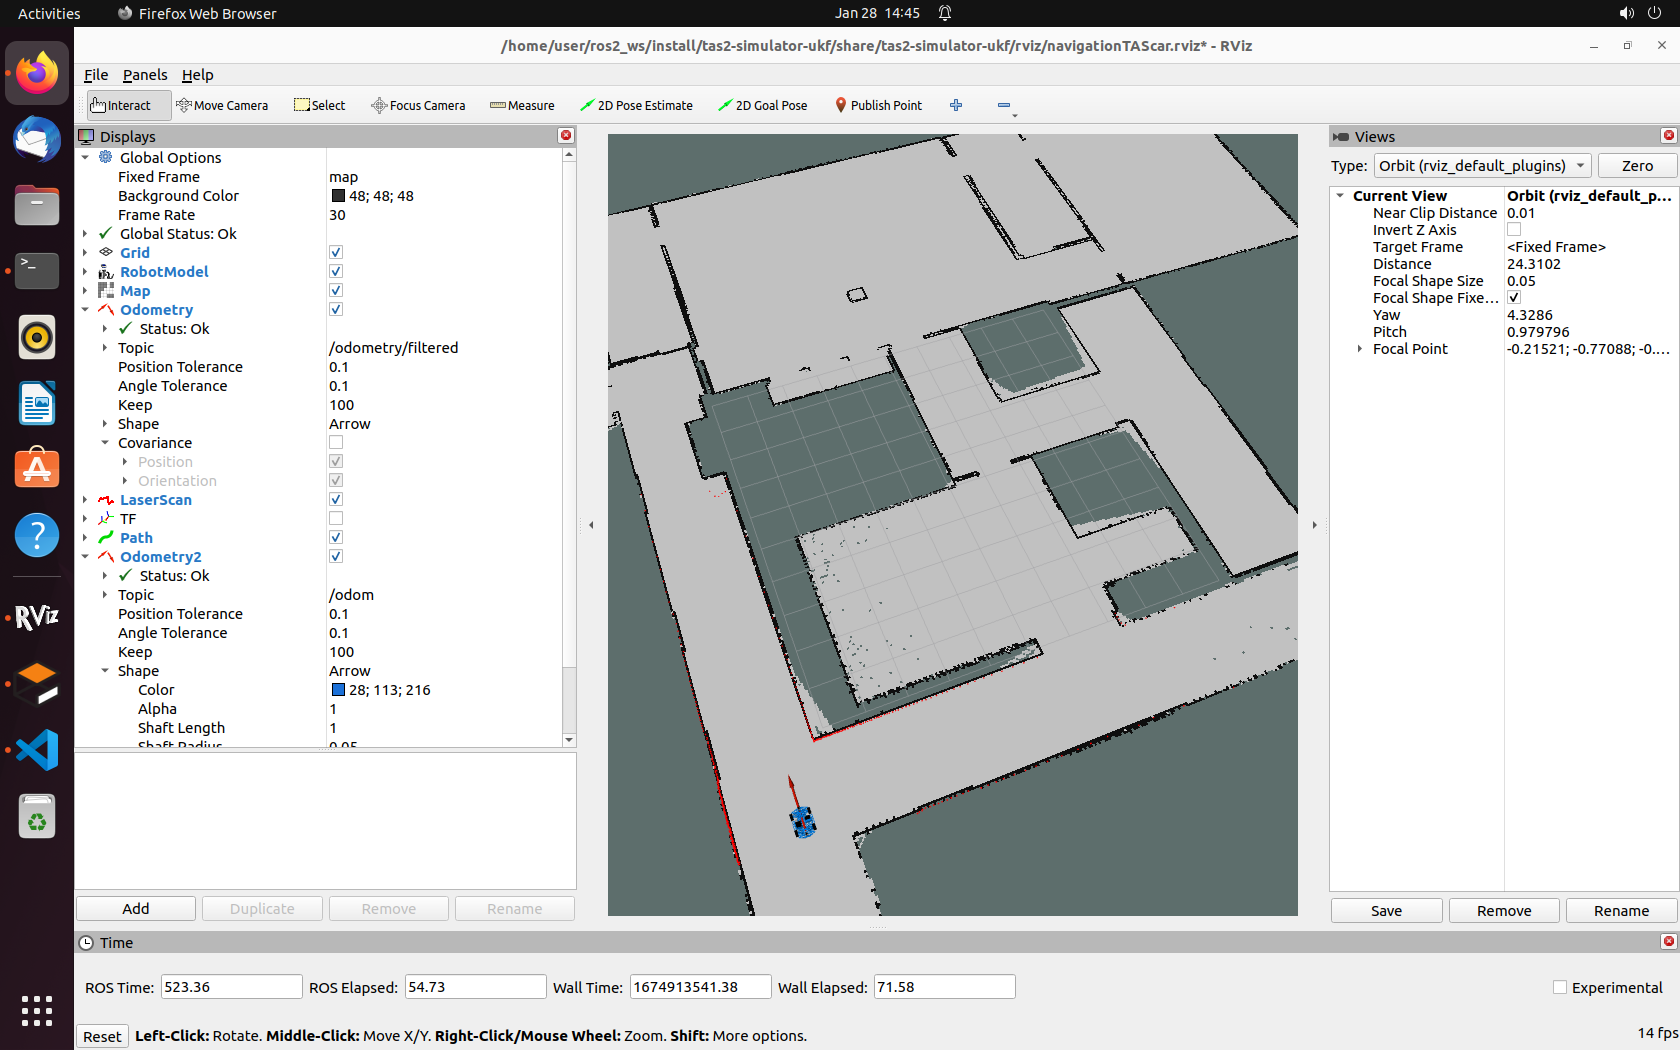 Activities Firefox Web Browser Jan 28 14:45
/home/user/ros2_ws/install/tas2-simulator-ukf/share/tas2-simulator-ukf/rviz/navigationTAScar.rviz* - RViz
File Panels Help
Interact Move Camera Select Focus Camera Measure 2D Pose Estimate 2D Goal Pose Publish Point
Displays
Global Options
Fixed Frame map
Background Color 48; 48; 48
Frame Rate 30
Global Status: Ok
Grid
RobotModel
Map
Odometry
Status: Ok
Topic /odometry/filtered
Position Tolerance 0.1
Angle Tolerance 0.1
Keep 100
Shape Arrow
Covariance
Position
Orientation
LaserScan
TF
Path
Odometry2
Status: Ok
Topic /odom
Position Tolerance 0.1
Angle Tolerance 0.1
Keep 100
Shape Arrow
Color 28; 113; 216
Alpha 1
Shaft Length 1
Shaft Radius 0.05
Add Duplicate Remove Rename
Views
Type: Orbit (rviz_default_plugins) Zero
Current View Orbit (rviz_default_p...
Near Clip Distance 0.01
Invert Z Axis
Target Frame <Fixed Frame>
Distance 24.3102
Focal Shape Size 0.05
Focal Shape Fixe...
Yaw 4.3286
Pitch 0.979796
Focal Point -0.21521; -0.77088; -0....
Save Remove Rename
RViz
Time
ROS Time: 523.36 ROS Elapsed: 54.73 Wall Time: 1674913541.38 Wall Elapsed: 71.58 Experimental
Reset Left-Click: Rotate. Middle-Click: Move X/Y. Right-Click/Mouse Wheel: Zoom. Shift: More options. 14 fps